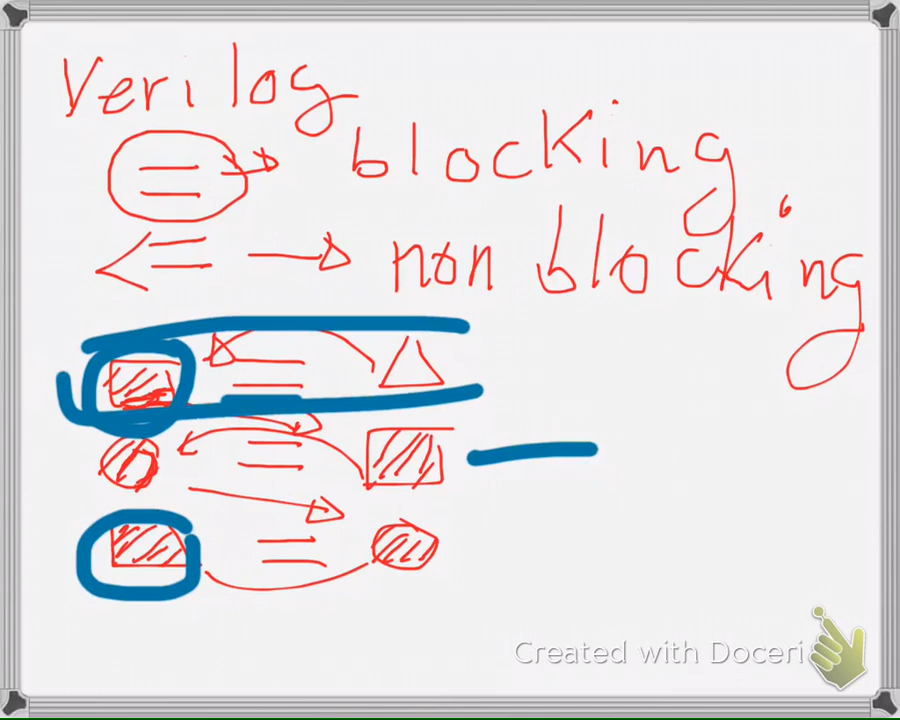 Verilog
= blocking
<= non blocking
=
=
=
Created with Doceri